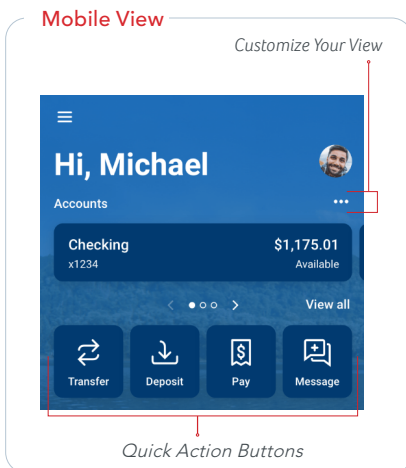 Mobile View
Customize Your View
Hi, Michael
Accounts
Checking $1,175.01
x1234 Available
View all
Transfer Deposit Pay Message
Quick Action Buttons